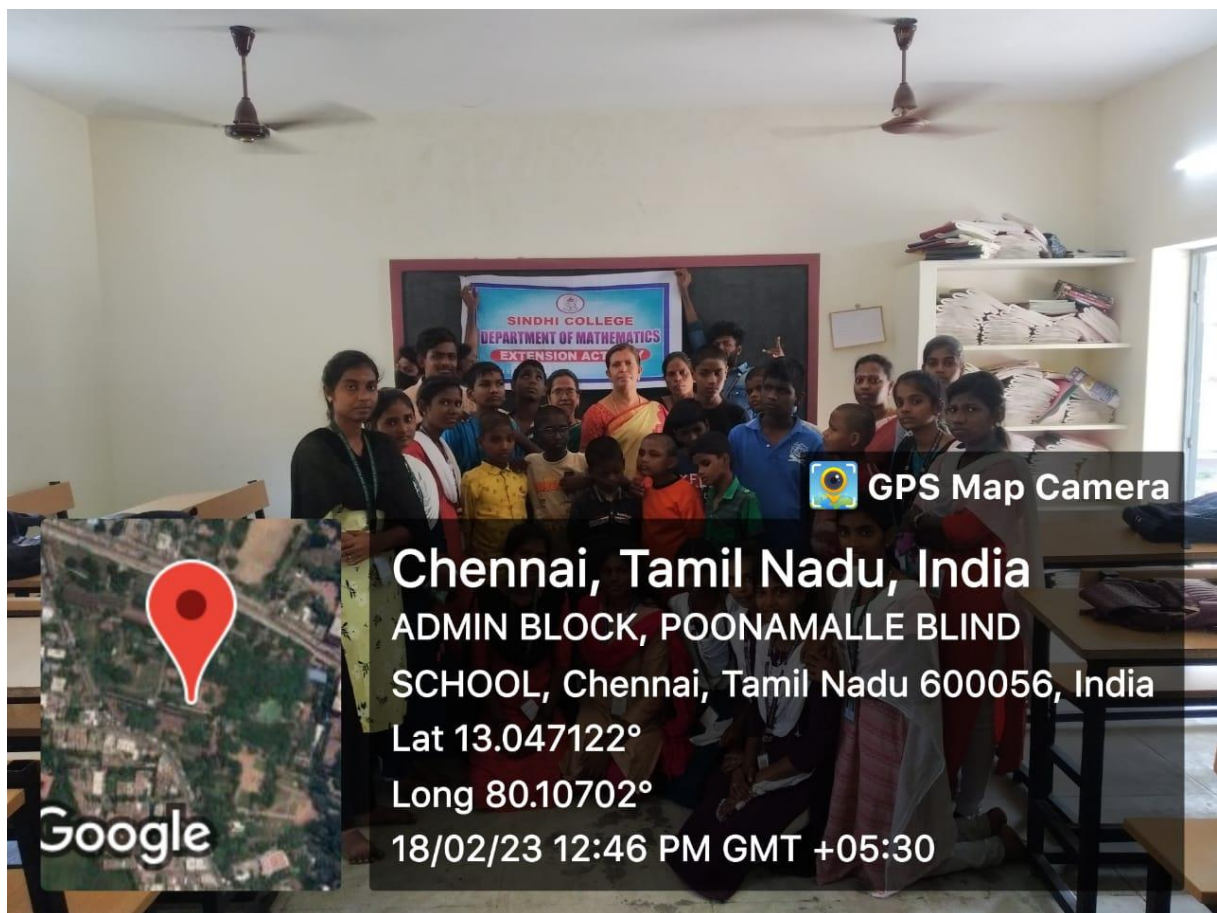 SINDHI COLLEGE
DEPARTMENT OF MATHEMATICS
EXTENSION
GPS Map Camera
Chennai, Tamil Nadu, India
ADMIN BLOCK, POONAMALLE BLIND
SCHOOL, Chennai, Tamil Nadu 600056, India
Lat 13.047122°
Long 80.10702°
18/02/23 12:46 PM GMT +05:30
Google